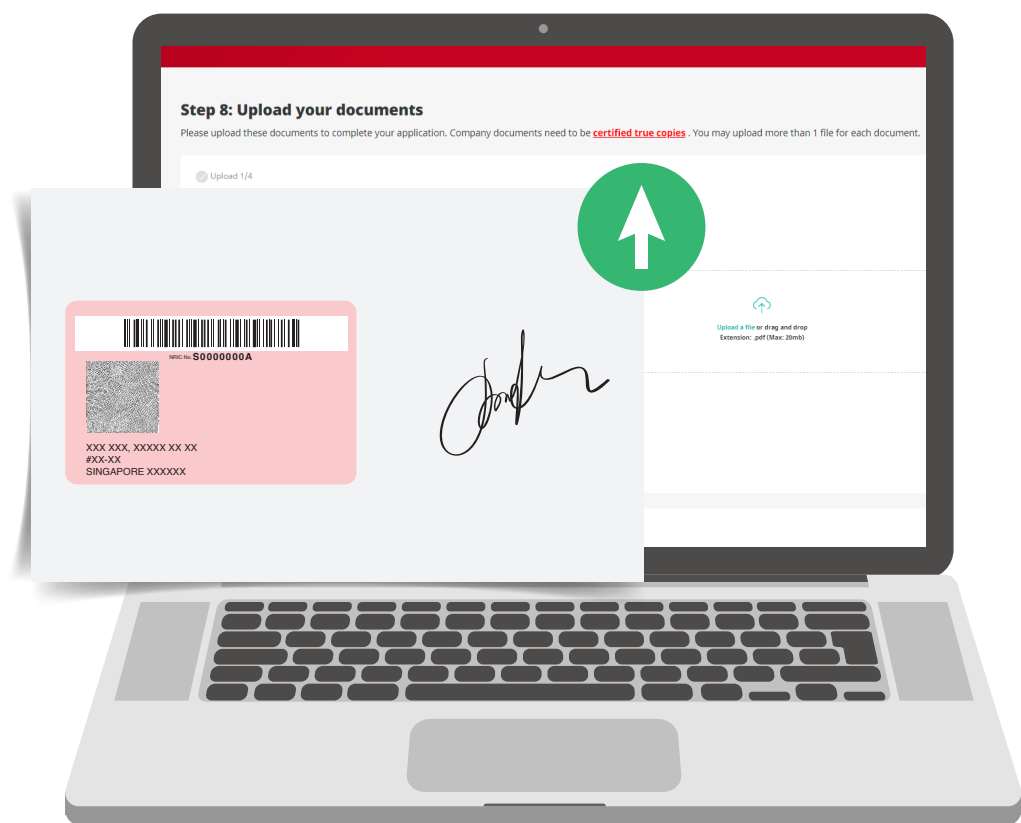 Step 8: Upload your documents
Please upload these documents to complete your application. Company documents need to be certified true copies . You may upload more than 1 file for each document.
Upload 1/4
Upload a file or drag and drop
Extension: .pdf (Max: 20mb)
NRIC No. S0000000A
XXX XXX, XXXXX XX XX
#XX-XX
SINGAPORE XXXXXX